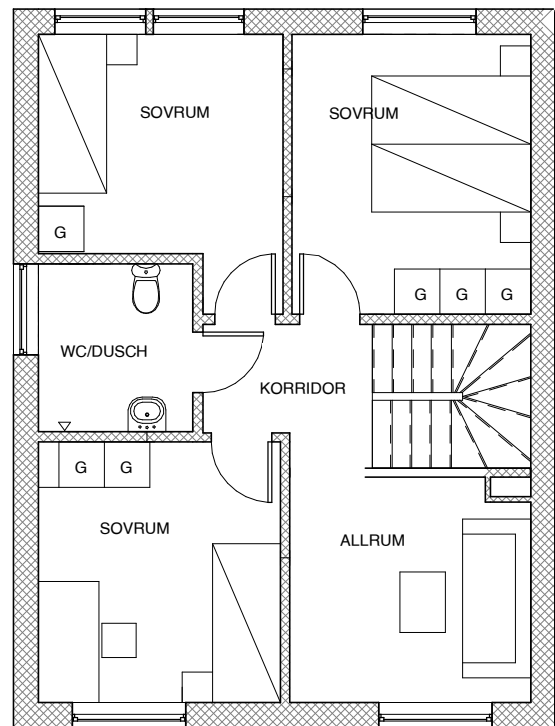 SOVRUM
SOVRUM
G
G G G
WC/DUSCH
KORRIDOR
G G
SOVRUM
ALLRUM